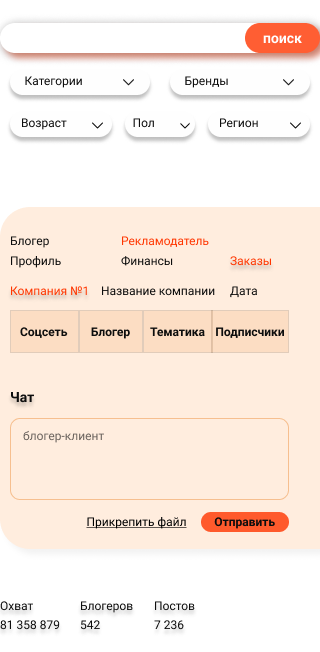 поиск
Категории Бренды
Возраст Пол Регион
Блогер Рекламодатель
Профиль Финансы Заказы
Компания №1 Название компании Дата
Соцсеть Блогер Тематика Подписчики
Чат
блогер-клиент
Прикрепить файл Отправить
Охват Блогеров Постов
81 358 879 542 7 236